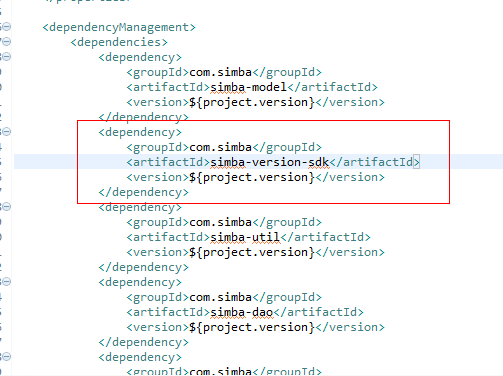 <dependencyManagement>
<dependencies>
<dependency>
<groupId>com.simba</groupId>
<artifactId>simba-model</artifactId>
<version>${project.version}</version>
</dependency>
<dependency>
<groupId>com.simba</groupId>
<artifactId>simba-version-sdk</artifactId>
<version>${project.version}</version>
</dependency>
<dependency>
<groupId>com.simba</groupId>
<artifactId>simba-util</artifactId>
<version>${project.version}</version>
</dependency>
<dependency>
<groupId>com.simba</groupId>
<artifactId>simba-dao</artifactId>
<version>${project.version}</version>
</dependency>
<dependency>
<groupId>com.simba</groupId>